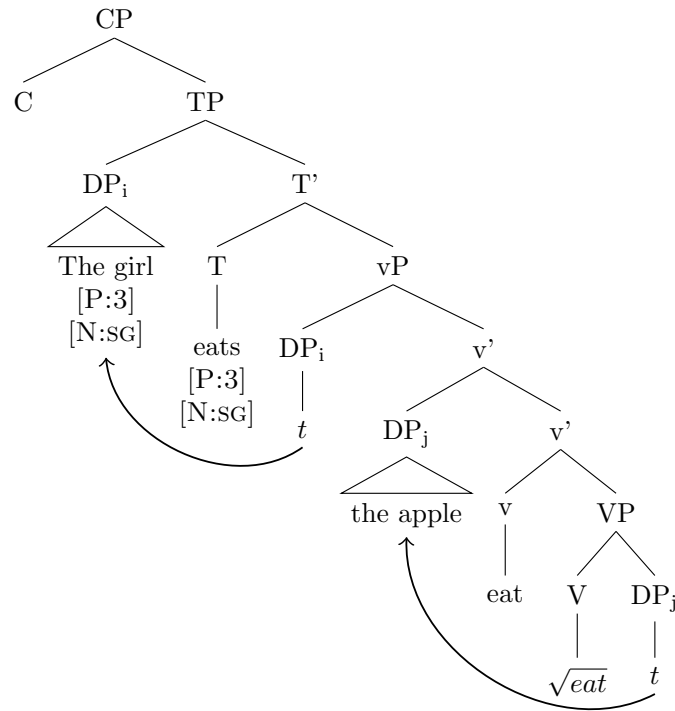 CP
C TP
DPi T’
The girl T vP
[P:3]
[N:SG] eats DPi v’
[P:3]
[N:SG] t DPj v’
the apple v VP
eat V DPj
√eat t